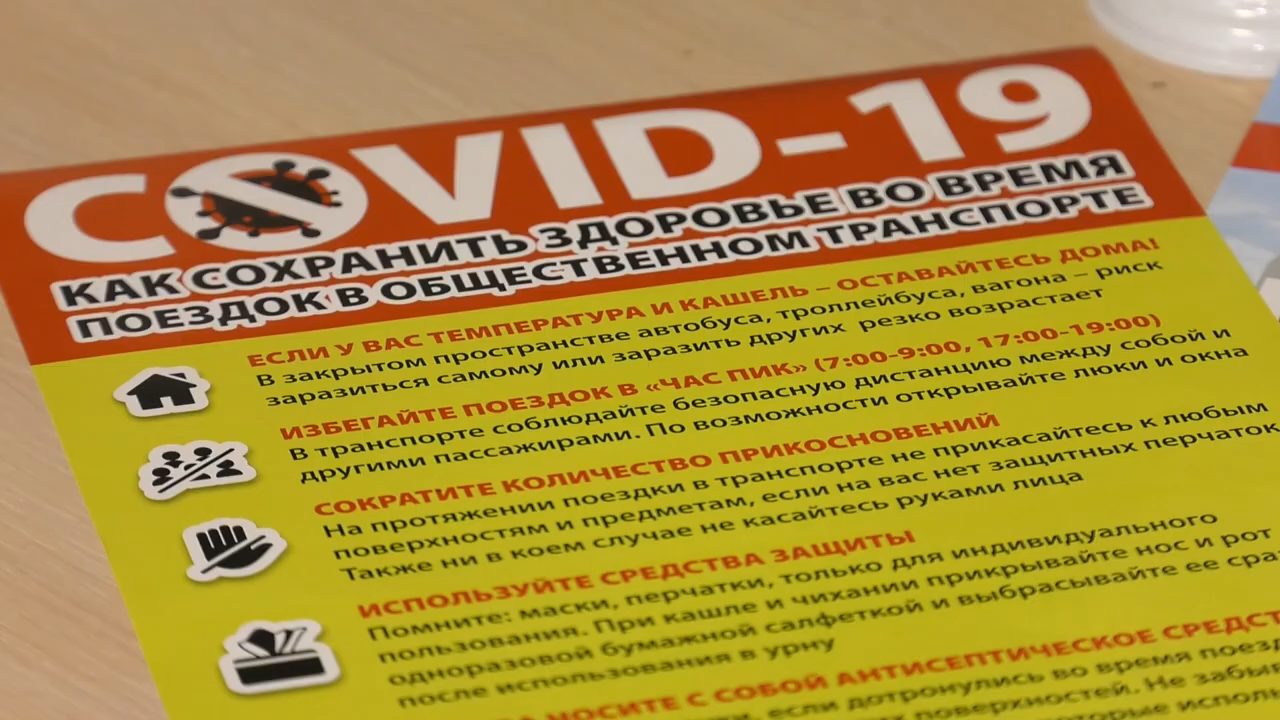 COVID-19
КАК СОХРАНИТЬ ЗДОРОВЬЕ ВО ВРЕМЯ
ПОЕЗДОК В ОБЩЕСТВЕННОМ ТРАНСПОРТЕ
ЕСЛИ У ВАС ТЕМПЕРАТУРА И КАШЕЛЬ – ОСТАВАЙТЕСЬ ДОМА!
В закрытом пространстве автобуса, троллейбуса, вагона – риск
заразиться самому или заразить других резко возрастает
ИЗБЕГАЙТЕ ПОЕЗДОК В «ЧАС ПИК» (7:00-9:00, 17:00-19:00)
В транспорте соблюдайте безопасную дистанцию между собой и
другими пассажирами. По возможности открывайте люки и окна
СОКРАТИТЕ КОЛИЧЕСТВО ПРИКОСНОВЕНИЙ
На протяжении поездки в транспорте не прикасайтесь к любым
поверхностям и предметам, если на вас нет защитных перчаток.
Также ни в коем случае не касайтесь руками лица
ИСПОЛЬЗУЙТЕ СРЕДСТВА ЗАЩИТЫ
Помните: маски, перчатки, только для индивидуального
пользования. При кашле и чихании прикрывайте нос и рот
одноразовой бумажной салфеткой и выбрасывайте ее сра
после использования в урну
НОСИТЕ С СОБОЙ АНТИСЕПТИЧЕСКОЕ СРЕДСТ
если дотронулись во время поезд
поверхностей. Не забы